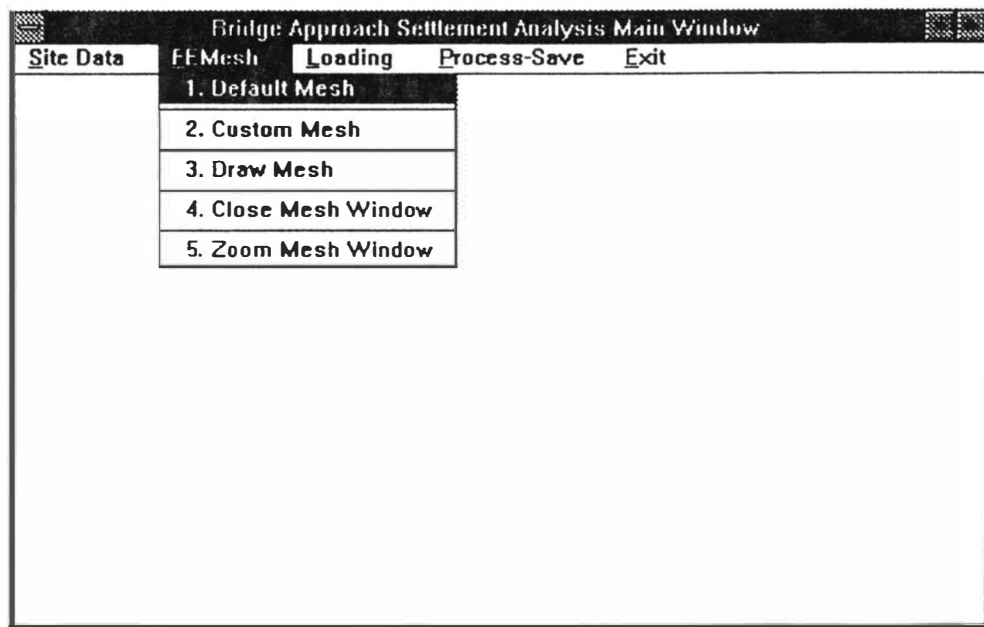 Bridge Approach Settlement Analysis Main Window
Site Data FEMesh Loading Process-Save Exit
1. Default Mesh
2. Custom Mesh
3. Draw Mesh
4. Close Mesh Window
5. Zoom Mesh Window